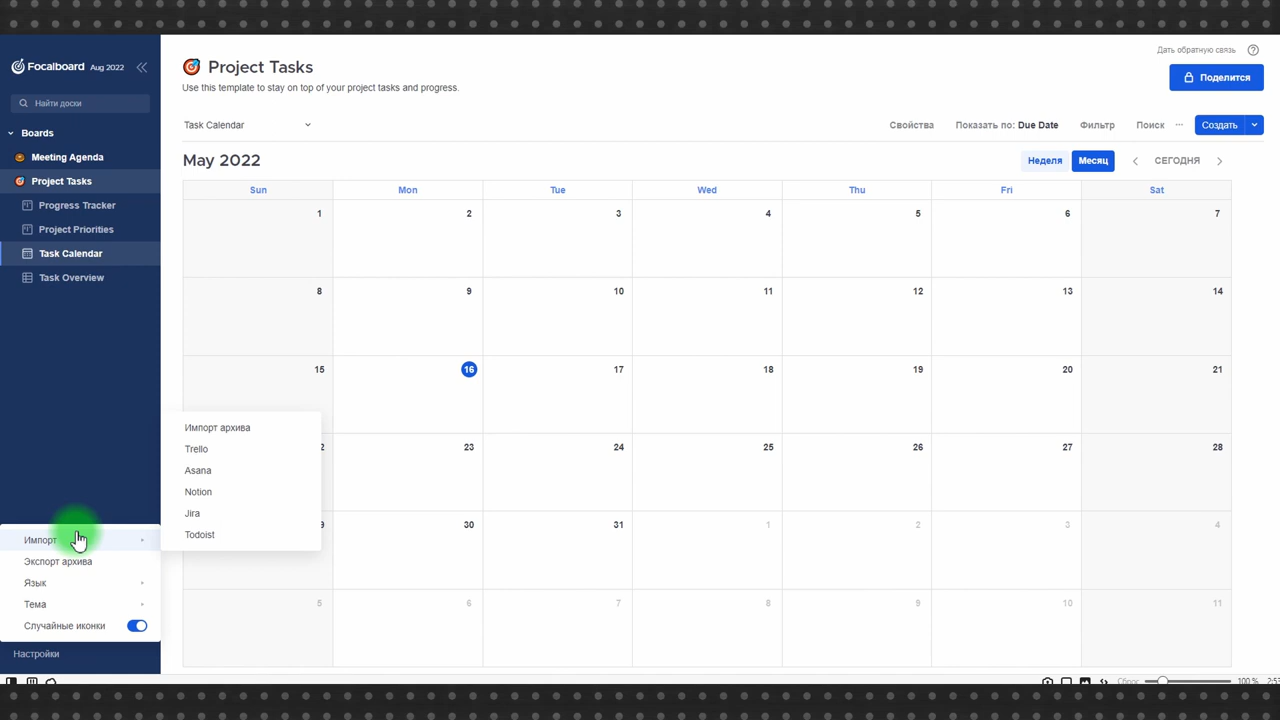 Focalboard Aug 2022
Найти доски
Boards
Meeting Agenda
Project Tasks
Progress Tracker
Project Priorities
Task Calendar
Task Overview
Импорт
Экспорт архива
Язык
Тема
Случайные иконки
Настройки
Импорт архива
Trello
Asana
Notion
Jira
Todoist
Дать обратную связь
Project Tasks
Поделится
Use this template to stay on top of your project tasks and progress.
Task Calendar
Свойства Показать по: Due Date Фильтр Поиск ··· Создать
May 2022
Неделя Месяц СЕГОДНЯ
Sun Mon Tue Wed Thu Fri Sat
1 2 3 4 5 6 7
8 9 10 11 12 13 14
15 16 17 18 19 20 21
2 23 24 25 26 27 28
9 30 31 1 2 3 4
5 6 7 8 9 10 11
Сброс 100 %